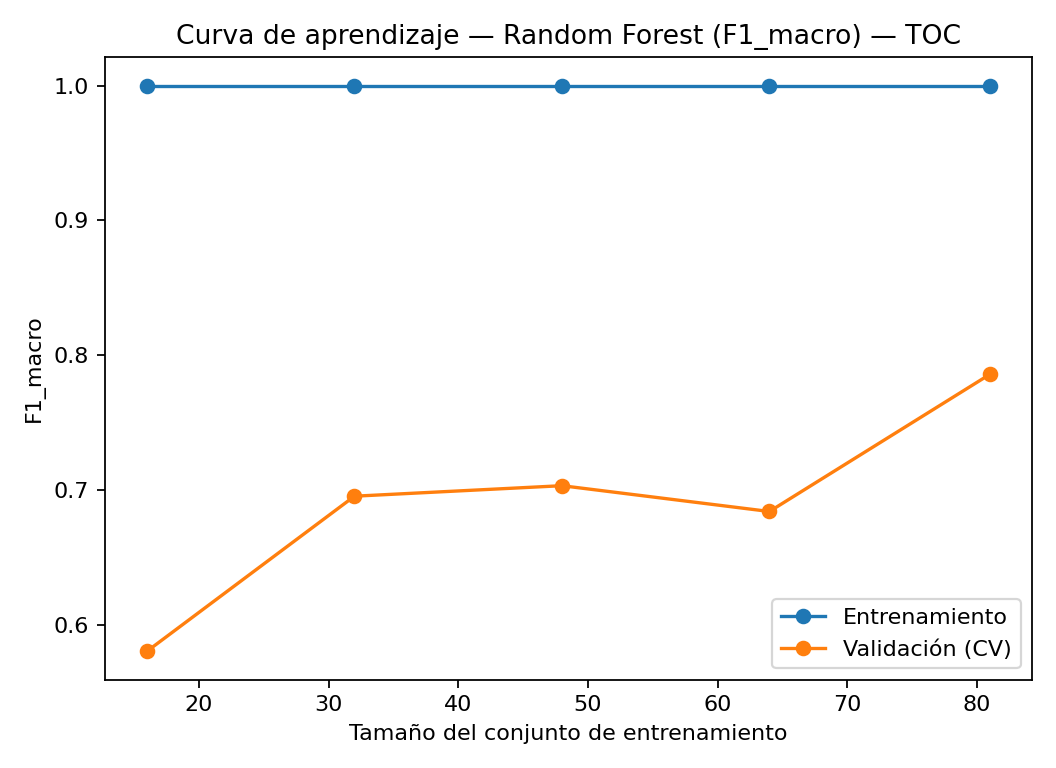 Curva de aprendizaje — Random Forest (F1_macro) — TOC
F1_macro
1.0
0.9
0.8
0.7
0.6
Entrenamiento
Validación (CV)
20 30 40 50 60 70 80
Tamaño del conjunto de entrenamiento